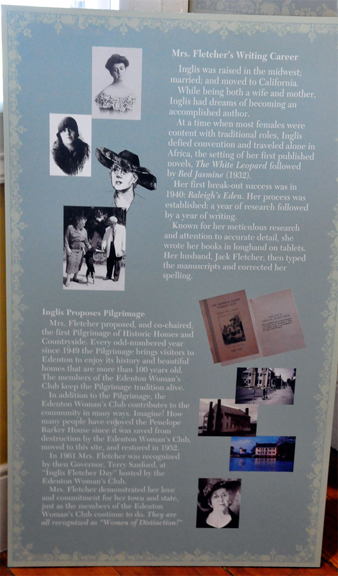 Mrs. Fletcher's Writing Career
Inglis was raised in the midwest;
married; and moved to California.
While being both a wife and mother,
Inglis had dreams of becoming an
accomplished author.
At a time when most females were
content with traditional roles, Inglis
defied convention and traveled alone in
Africa, the setting of her first published
novels, The White Leopard followed
by Red Jasmine (1932).
Her first break-out success was in
1940: Raleigh's Eden. Her process was
established: a year of research followed
by a year of writing.
Known for her meticulous research
and attention to accurate detail, she
wrote her books in longhand on tablets.
Her husband, Jack Fletcher, then typed
the manuscripts and corrected her
spelling.
Inglis Proposes Pilgrimage
Mrs. Fletcher proposed, and co-chaired,
the first Pilgrimage of Historic Homes and
Countryside. Every odd-numbered year
since 1949 the Pilgrimage brings visitors to
Edenton to enjoy its history and beautiful
homes that are more than 100 years old.
The members of the Edenton Woman's
Club keep the Pilgrimage tradition alive.
In addition to the Pilgrimage, the
Edenton Woman's Club contributes to the
community in many ways. Imagine! How
many people have enjoyed the Penelope
Barker House since it was saved from
destruction by the Edenton Woman's Club,
moved to this site, and restored in 1952.
In 1961 Mrs. Fletcher was recognized
by then Governor, Terry Sanford, at
"Inglis Fletcher Day" hosted by the
Edenton Woman's Club.
Mrs. Fletcher demonstrated her love
and commitment for her town and state,
just as the members of the Edenton
Woman's Club continue to do. They are
all recognized as "Women of Distinction!"